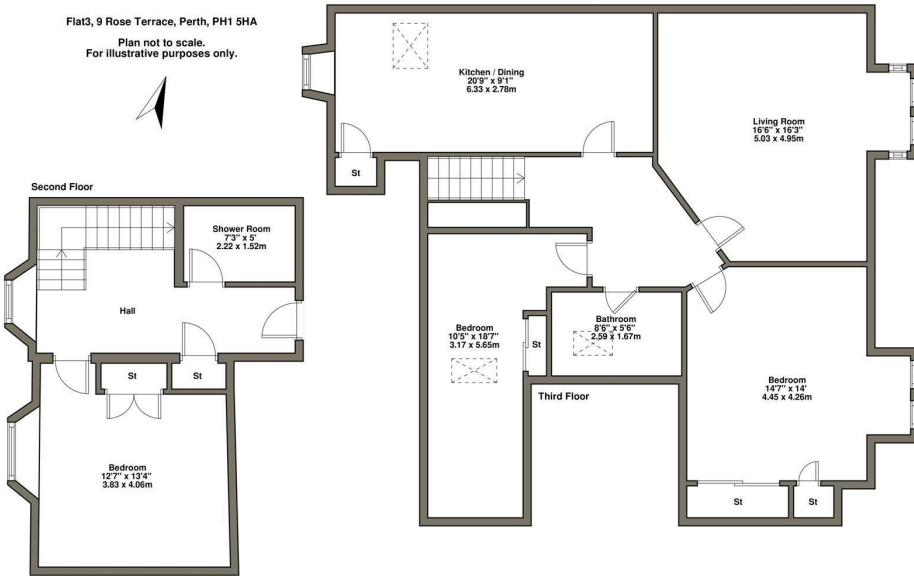 Flat3, 9 Rose Terrace, Perth, PH1 5HA
Plan not to scale.
For illustrative purposes only.
Second Floor
Shower Room
7'3" x 5'
2.22 x 1.52m
Hall
St
St
Bedroom
12'7" x 13'4"
3.83 x 4.06m
Kitchen / Dining
20'9" x 9'1"
6.33 x 2.78m
St
Living Room
16'6" x 16'3"
5.03 x 4.95m
Bedroom
10'5" x 18'7"
3.17 x 5.65m
St
Bathroom
8'6" x 5'6"
2.59 x 1.67m
Third Floor
Bedroom
14'7" x 14'
4.45 x 4.26m
St
St